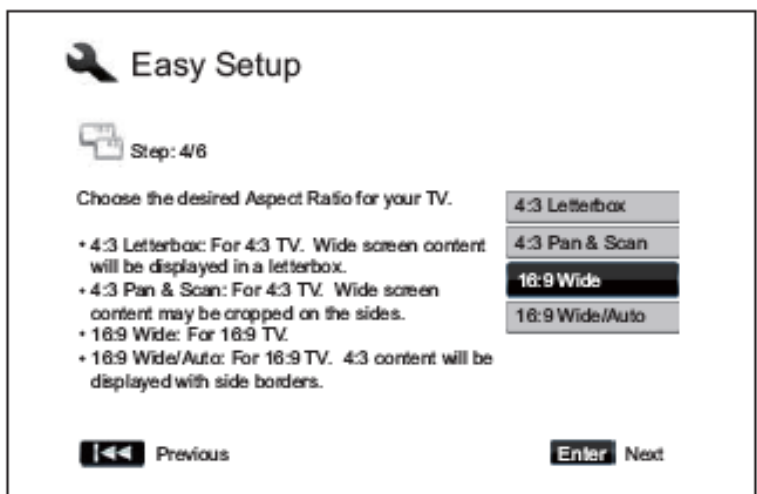 Easy Setup
Step: 4/6
Choose the desired Aspect Ratio for your TV.
• 4:3 Letterbox: For 4:3 TV. Wide screen content
will be displayed in a letterbox.
• 4:3 Pan & Scan: For 4:3 TV. Wide screen
content may be cropped on the sides.
• 16:9 Wide: For 16:9 TV.
• 16:9 Wide/Auto: For 16:9 TV. 4:3 content will be
displayed with side borders.
4:3 Letterbox
4:3 Pan & Scan
16:9 Wide
16:9 Wide/Auto
Previous
Enter Next